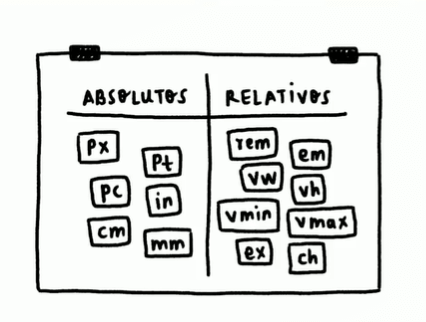 ABSOLUTOS
px
pt
pc
in
cm
mm
RELATIVOS
rem
em
vw
vh
vmin
vmax
ex
ch